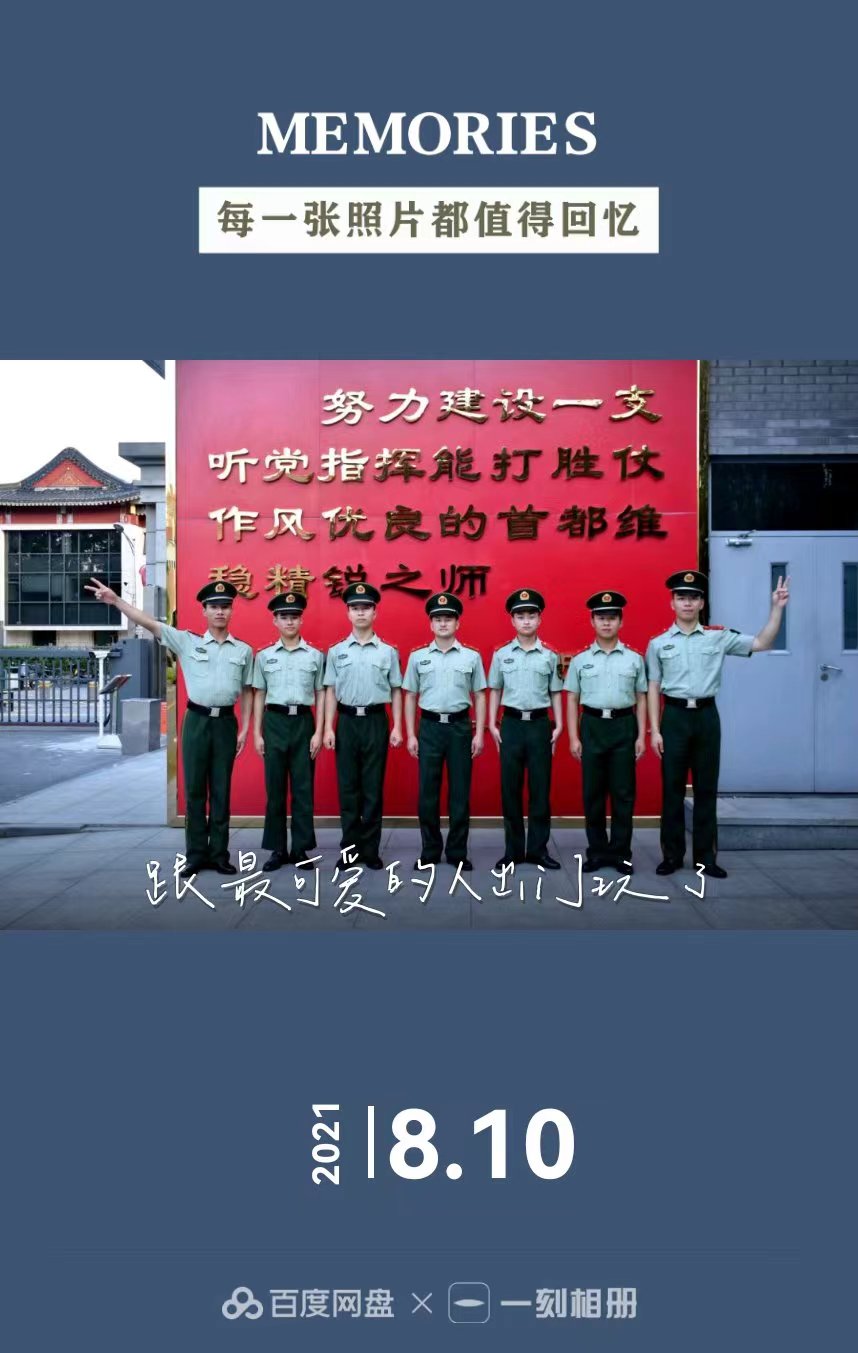 MEMORIES
每一张照片都值得回忆
努力建设一支
听党指挥能打胜仗
作风优良的首都维
稳精锐之师
跟最可爱的人出门玩了
2021
8.10
百度网盘 × 一刻相册